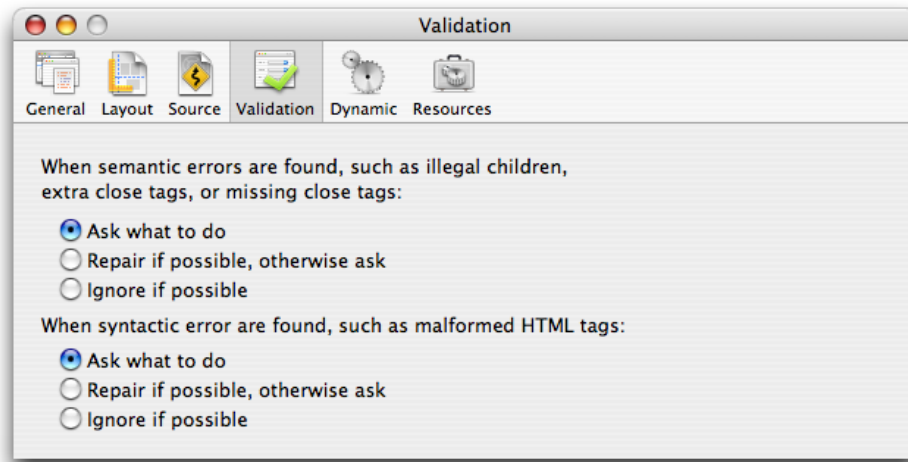 Validation
General Layout Source Validation Dynamic Resources
When semantic errors are found, such as illegal children,
extra close tags, or missing close tags:
Ask what to do
Repair if possible, otherwise ask
Ignore if possible
When syntactic error are found, such as malformed HTML tags:
Ask what to do
Repair if possible, otherwise ask
Ignore if possible